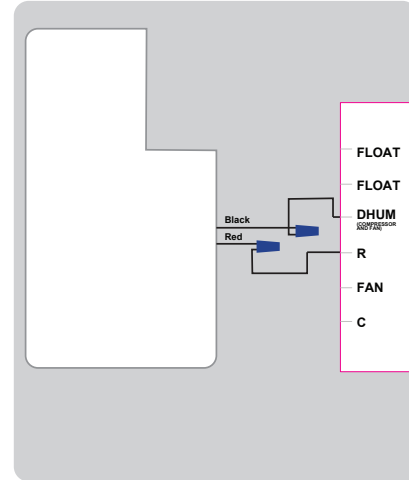 FLOAT
FLOAT
Black
DHUM
(COMPRESSOR
AND FAN)
Red
R
FAN
C